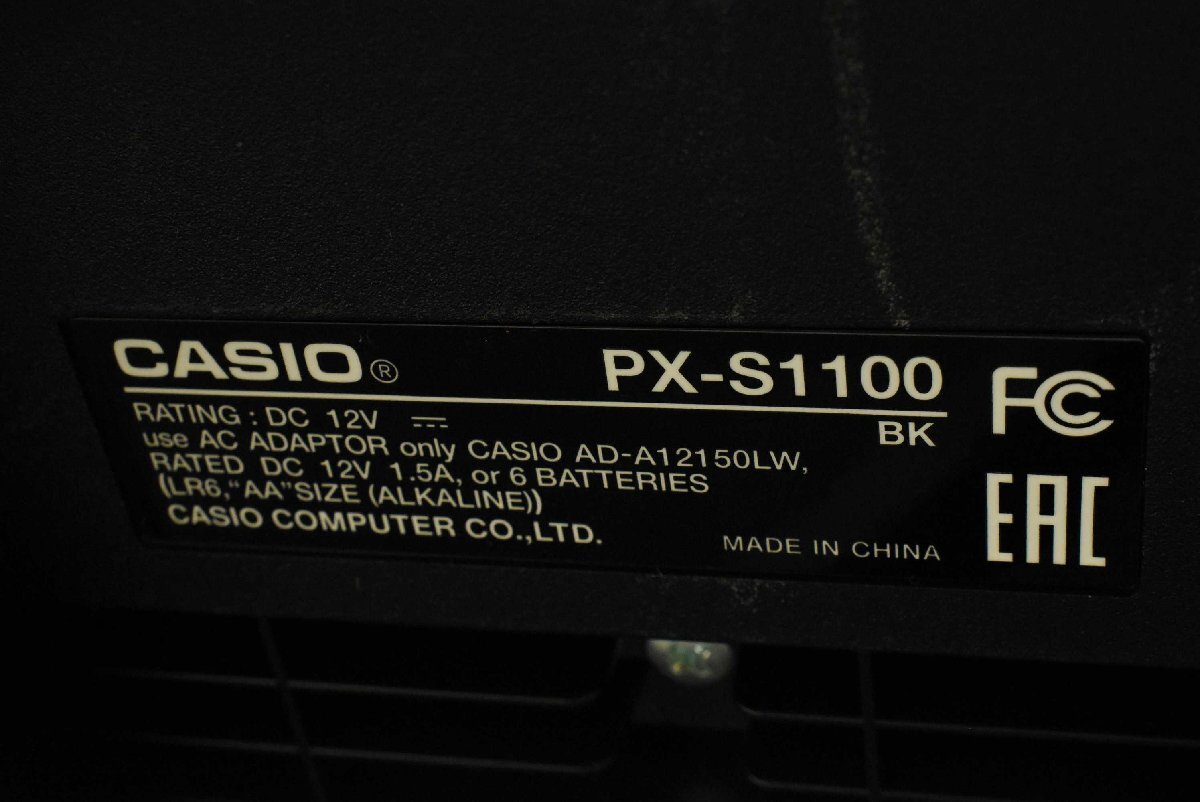 CASIO®
PX-S1100
BK
RATING : DC 12V ⎓
use AC ADAPTOR only CASIO AD-A12150LW,
RATED DC 12V 1.5A, or 6 BATTERIES
(LR6,“AA”SIZE (ALKALINE))
CASIO COMPUTER CO.,LTD.
MADE IN CHINA
FC
EAC